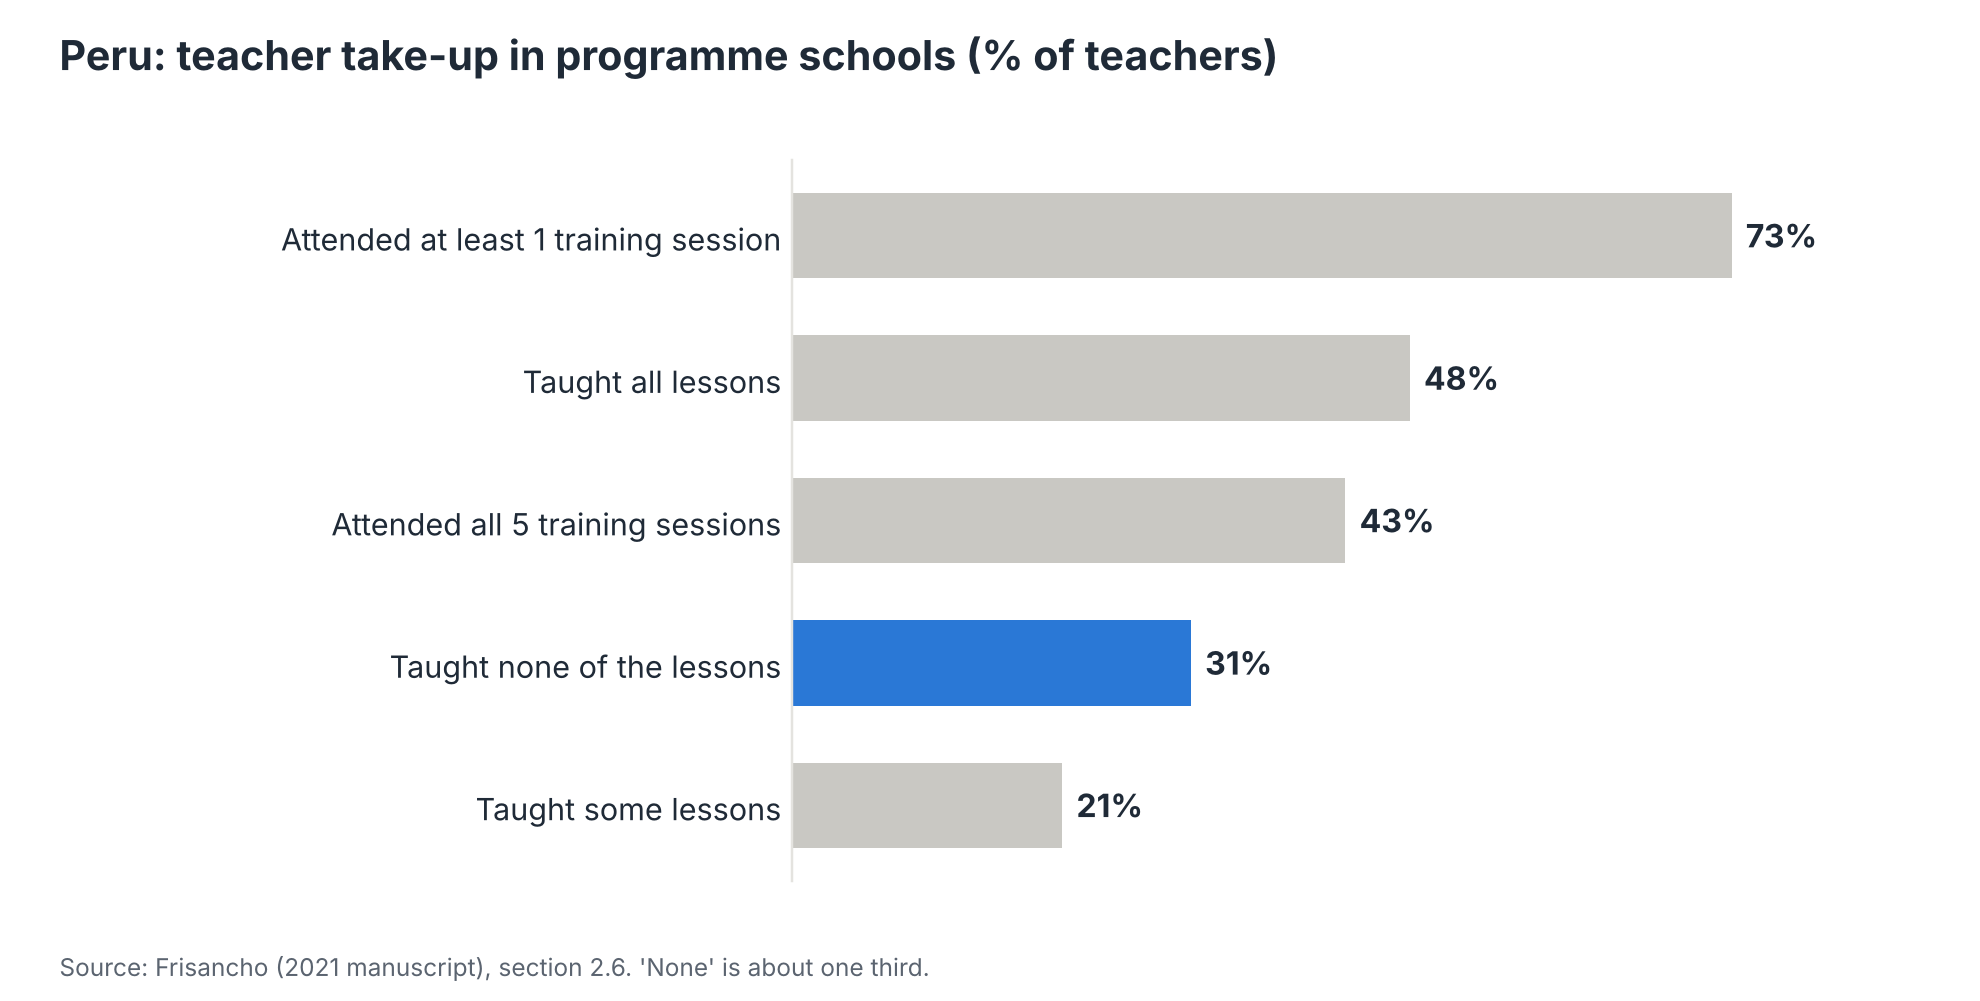 Peru: teacher take-up in programme schools (% of teachers)
Attended at least 1 training session 73%
Taught all lessons 48%
Attended all 5 training sessions 43%
Taught none of the lessons 31%
Taught some lessons 21%
Source: Frisancho (2021 manuscript), section 2.6. 'None' is about one third.